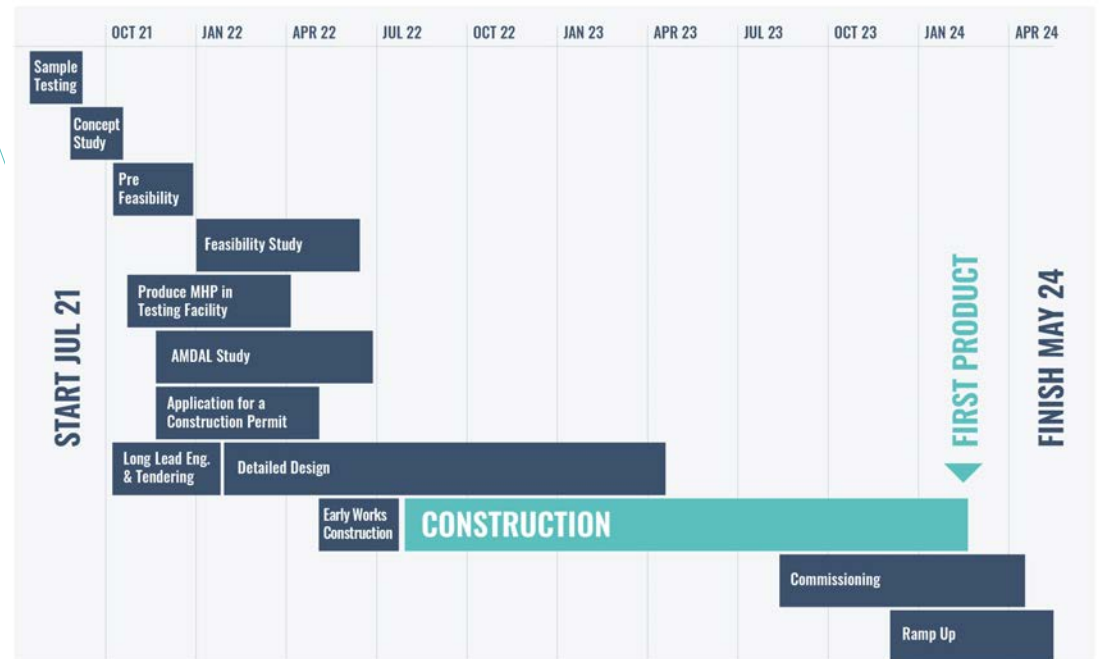 OCT 21 JAN 22 APR 22 JUL 22 OCT 22 JAN 23 APR 23 JUL 23 OCT 23 JAN 24 APR 24
Sample
Testing
Concept
Study
Pre
Feasibility
Feasibility Study
Produce MHP in
Testing Facility
AMDAL Study
Application for a
Construction Permit
Long Lead Eng.
& Tendering
Detailed Design
Early Works
Construction
CONSTRUCTION
Commissioning
Ramp Up
START JUL 21
FIRST PRODUCT
FINISH MAY 24